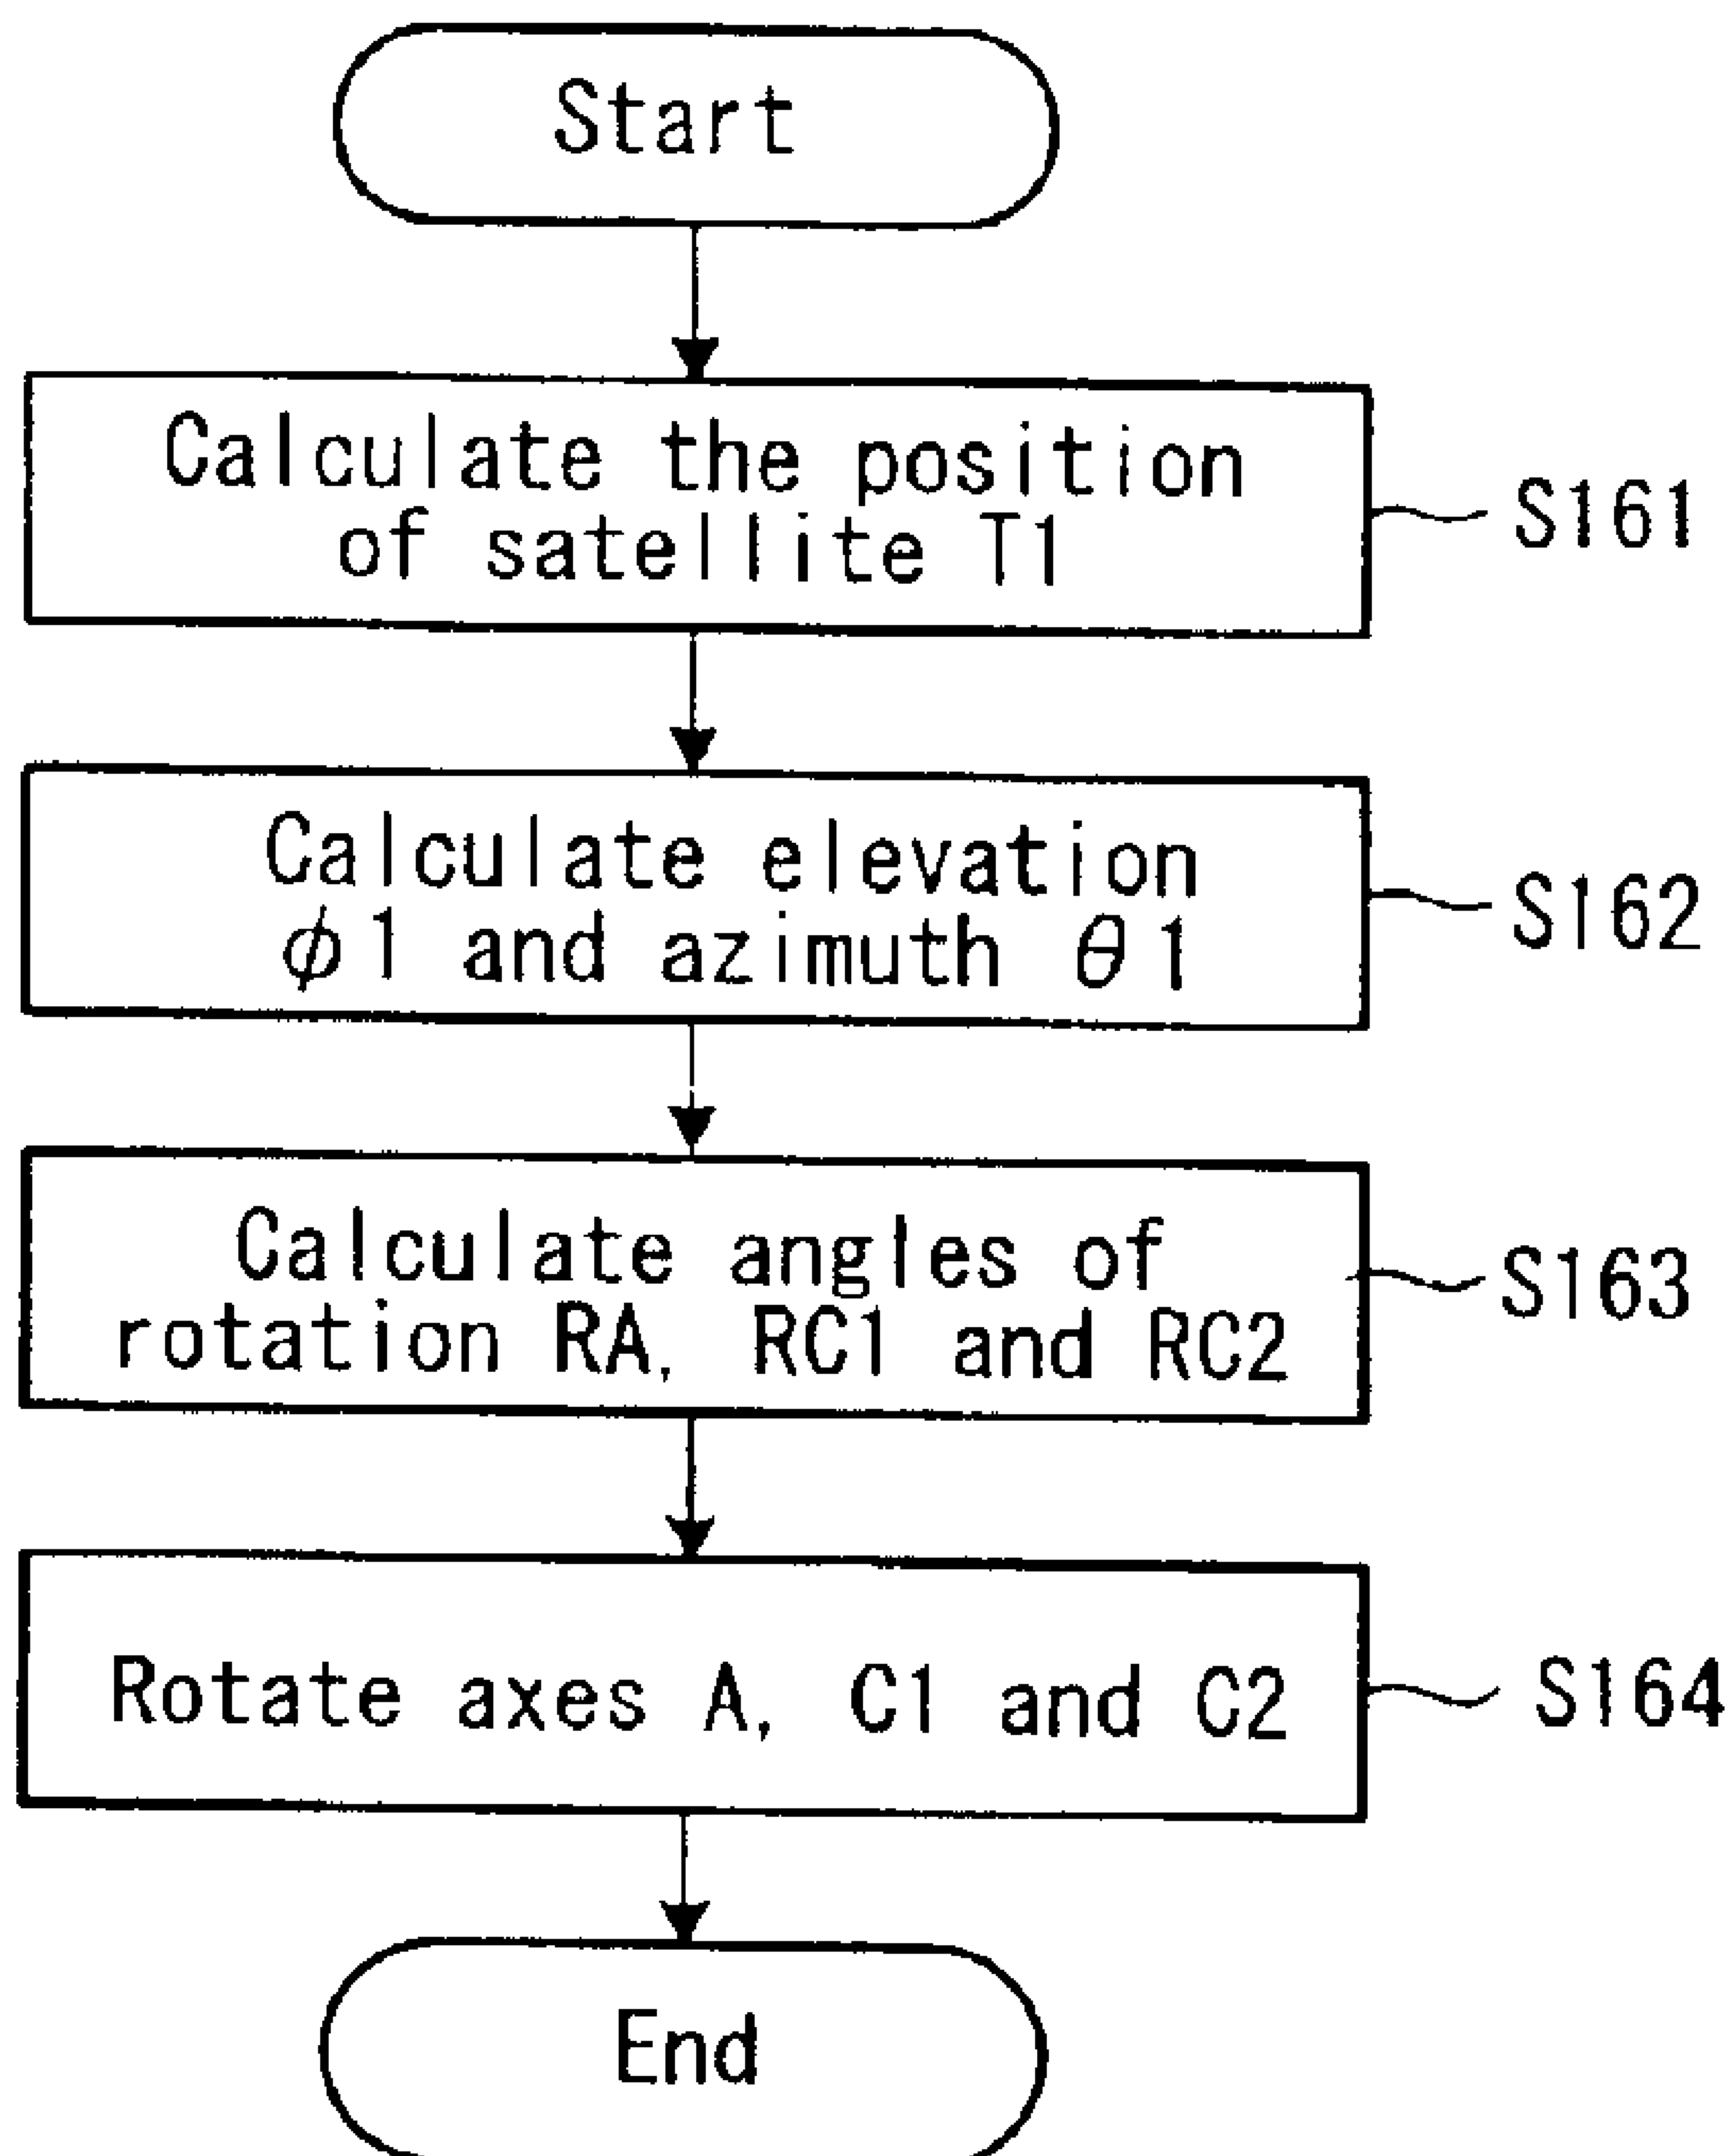 Start
Calculate the position
of satellite T1
S161
Calculate elevation
φ1 and azimuth θ1
S162
Calculate angles of
rotation RA, RC1 and RC2
S163
Rotate axes A, C1 and C2
S164
End